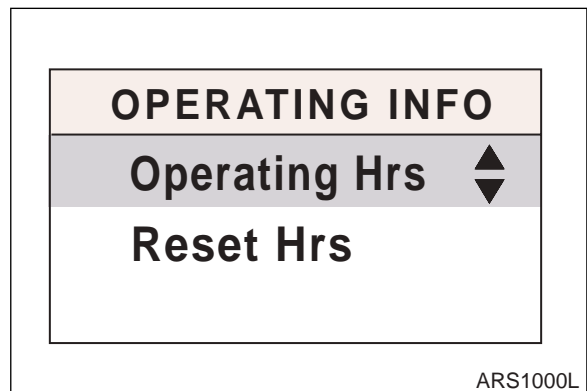 OPERATING INFO
Operating Hrs
Reset Hrs
ARS1000L